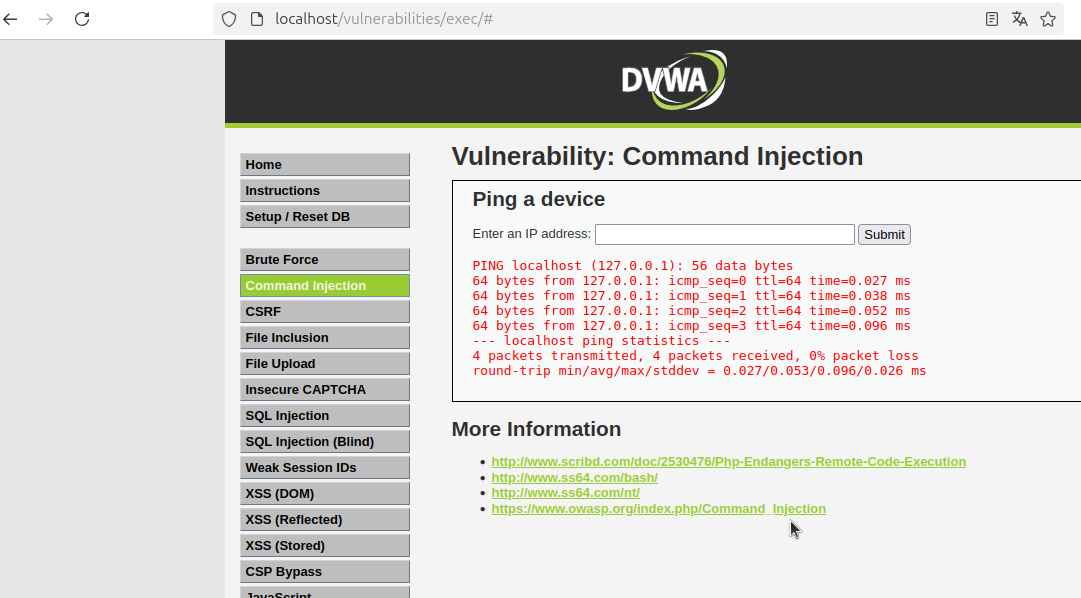 localhost/vulnerabilities/exec/#
DVWA
Home
Instructions
Setup / Reset DB
Brute Force
Command Injection
CSRF
File Inclusion
File Upload
Insecure CAPTCHA
SQL Injection
SQL Injection (Blind)
Weak Session IDs
XSS (DOM)
XSS (Reflected)
XSS (Stored)
CSP Bypass
JavaScript
Vulnerability: Command Injection
Ping a device
Enter an IP address: Submit
PING localhost (127.0.0.1): 56 data bytes
64 bytes from 127.0.0.1: icmp_seq=0 ttl=64 time=0.027 ms
64 bytes from 127.0.0.1: icmp_seq=1 ttl=64 time=0.038 ms
64 bytes from 127.0.0.1: icmp_seq=2 ttl=64 time=0.052 ms
64 bytes from 127.0.0.1: icmp_seq=3 ttl=64 time=0.096 ms
--- localhost ping statistics ---
4 packets transmitted, 4 packets received, 0% packet loss
round-trip min/avg/max/stddev = 0.027/0.053/0.096/0.026 ms
More Information
http://www.scribd.com/doc/2530476/Php-Endangers-Remote-Code-Execution
http://www.ss64.com/bash/
http://www.ss64.com/nt/
https://www.owasp.org/index.php/Command_Injection